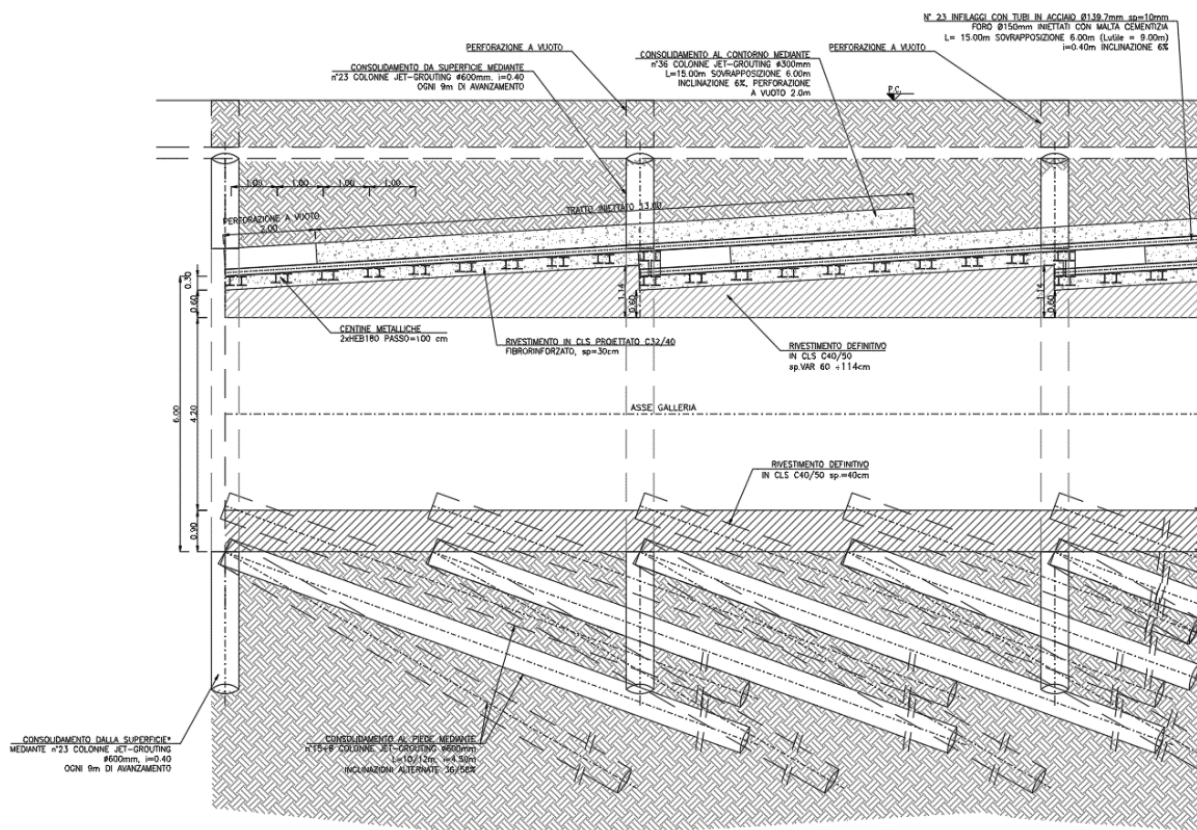 N° 23 INFILAGGI CON TUBI IN ACCIAIO Ø139.7mm sp=10mm
FORO Ø150mm INIETTATI CON MALTA CEMENTIZIA
L= 15.00m SOVRAPPOSIZIONE 6.00m (Lutile = 9.00m)
i=0.40m INCLINAZIONE 6%
PERFORAZIONE A VUOTO
CONSOLIDAMENTO AL CONTORNO MEDIANTE
n°36 COLONNE JET-GROUTING ø300mm
L=15.00m SOVRAPPOSIZIONE 6.00m
INCLINAZIONE 6%, PERFORAZIONE
A VUOTO 2.0m
PERFORAZIONE A VUOTO
CONSOLIDAMENTO DA SUPERFICIE MEDIANTE
n°23 COLONNE JET-GROUTING ø600mm, i=0.40
OGNI 9m DI AVANZAMENTO
P.C.
1.00 1.00 1.00 1.00
PERFORAZIONE A VUOTO
2.00
TRATTO INIETTATO 13.00
0.30
0.60
1.14
0.60
1.14
0.60
CENTINE METALLICHE
2xHEB180 PASSO=100 cm
RIVESTIMENTO IN CLS PROIETTATO C32/40
FIBRORINFORZATO, sp=30cm
RIVESTIMENTO DEFINITIVO
IN CLS C40/50
sp.VAR 60 ÷114cm
6.00
4.20
ASSE GALLERIA
RIVESTIMENTO DEFINITIVO
IN CLS C40/50 sp.=40cm
0.90
CONSOLIDAMENTO DALLA SUPERFICIE*
MEDIANTE n°23 COLONNE JET-GROUTING
ø600mm, i=0.40
OGNI 9m DI AVANZAMENTO
CONSOLIDAMENTO AL PIEDE MEDIANTE
COLONNE JET-GROUTING ø600mm
L=10/12m, i=4.50m
INCLINAZIONI ALTERNATE